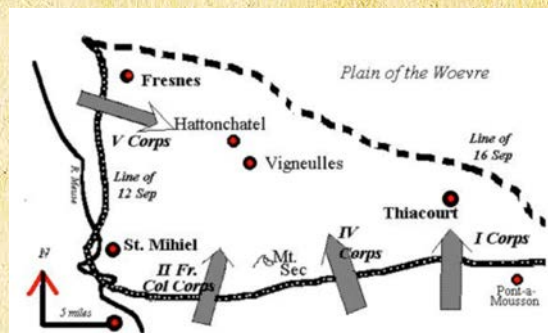 Plain of the Woevre
Fresnes
Hattonchatel
V Corps
Vigneulles
Line of
16 Sep
R. Meuse
Line of
12 Sep
Thiacourt
I Corps
IV
Corps
St. Mihiel
Mt.
Sec
II Fr.
Col Corps
Pont-a-
Mousson
N
5 miles